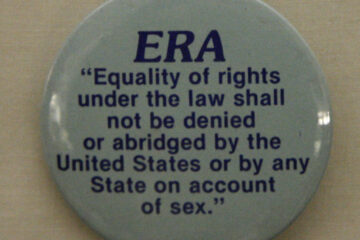 ERA
“Equality of rights
under the law shall
not be denied
or abridged by the
United States or by any
State on account
of sex.”